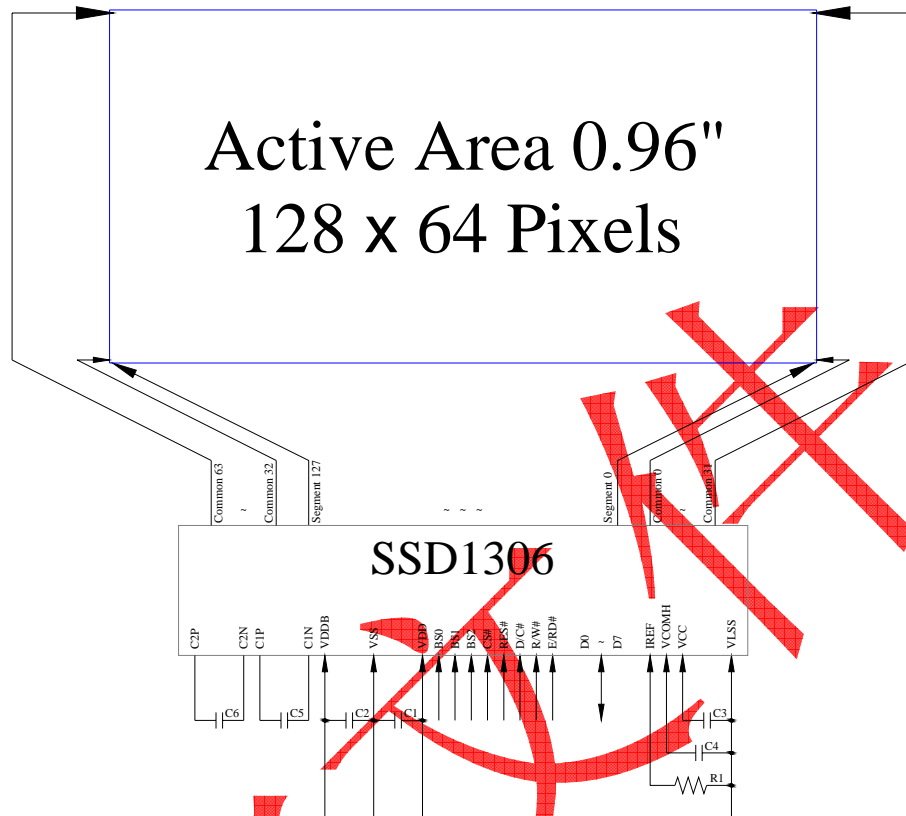 Active Area 0.96"
128 x 64 Pixels
Common 63
~
Common 32
Segment 127
~ ~ ~
Segment 0
Common 0
~
Common 31
SSD1306
C2P
C2N
C1P
C1N
VDDB
VSS
VDD
BS0
BS1
BS2
CS#
RES#
D/C#
R/W#
E/RD#
D0
~
D7
IREF
VCOMH
VCC
VLSS
C6
C5
C2
C1
C3
C4
R1